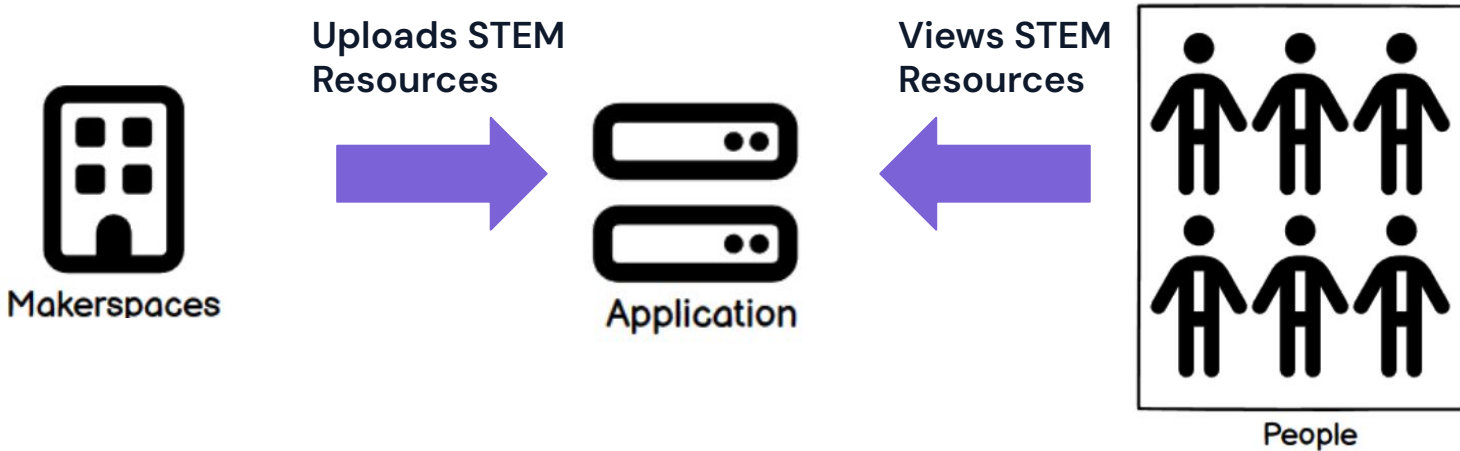 Uploads STEM
Resources
Views STEM
Resources
Makerspaces
Application
People